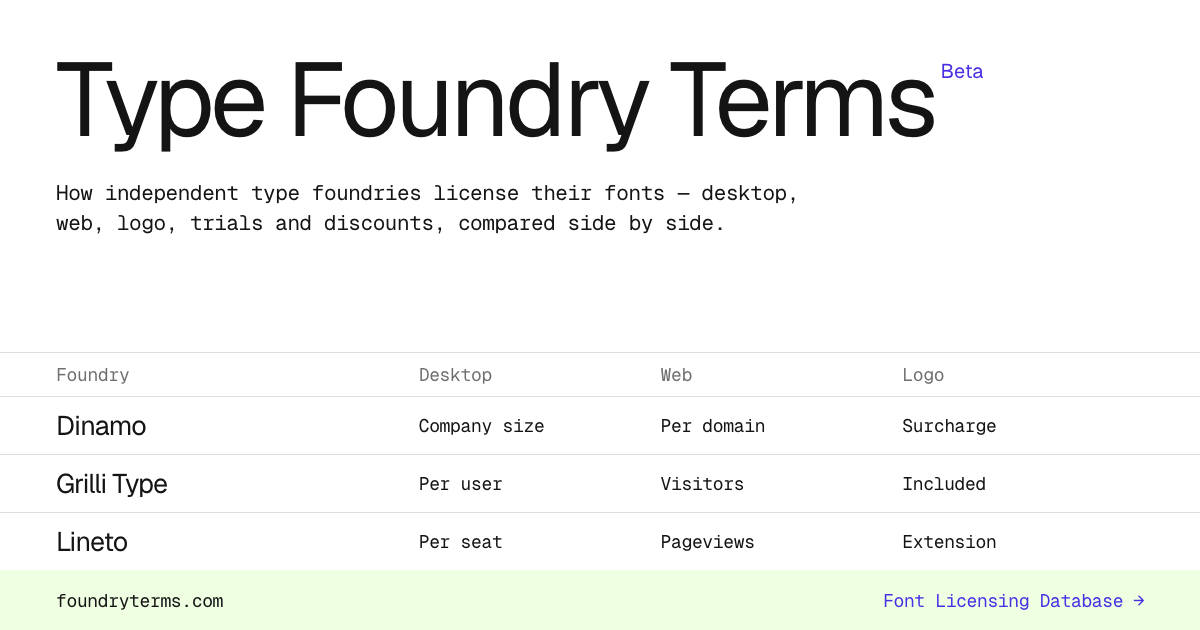 Type Foundry Terms Beta
How independent type foundries license their fonts — desktop,
web, logo, trials and discounts, compared side by side.
Foundry Desktop Web Logo
Dinamo Company size Per domain Surcharge
Grilli Type Per user Visitors Included
Lineto Per seat Pageviews Extension
foundryterms.com Font Licensing Database →